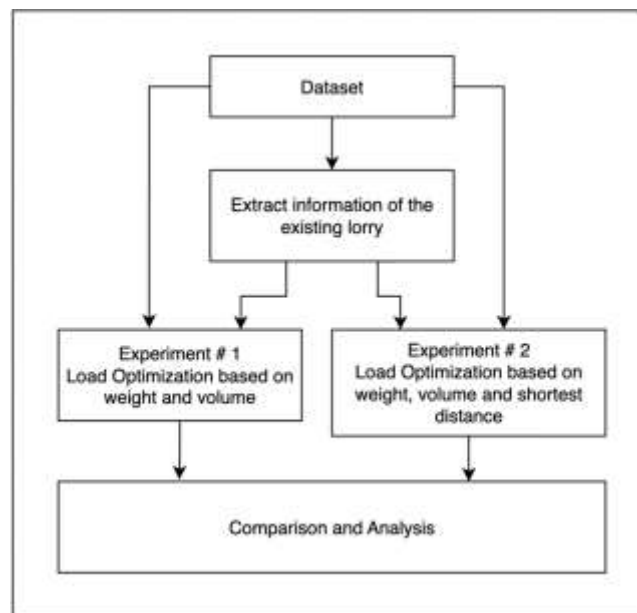 Dataset
Extract information of the
existing lorry
Experiment # 1
Load Optimization based on
weight and volume
Experiment # 2
Load Optimization based on
weight, volume and shortest
distance
Comparison and Analysis